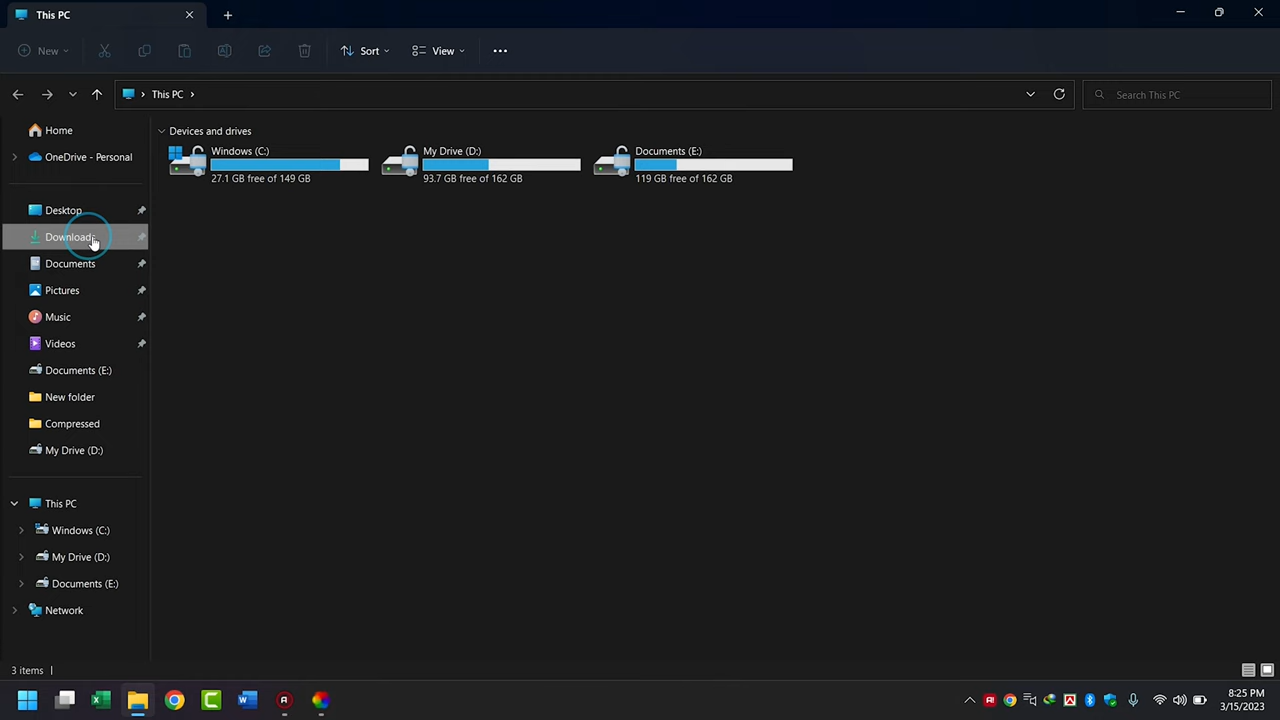 This PC
New
Sort
View
This PC
Search This PC
Home
OneDrive - Personal
Desktop
Downloads
Documents
Pictures
Music
Videos
Documents (E:)
New folder
Compressed
My Drive (D:)
This PC
Windows (C:)
My Drive (D:)
Documents (E:)
Network
Devices and drives
Windows (C:)
27.1 GB free of 149 GB
My Drive (D:)
93.7 GB free of 162 GB
Documents (E:)
119 GB free of 162 GB
3 items
8:25 PM
3/15/2023